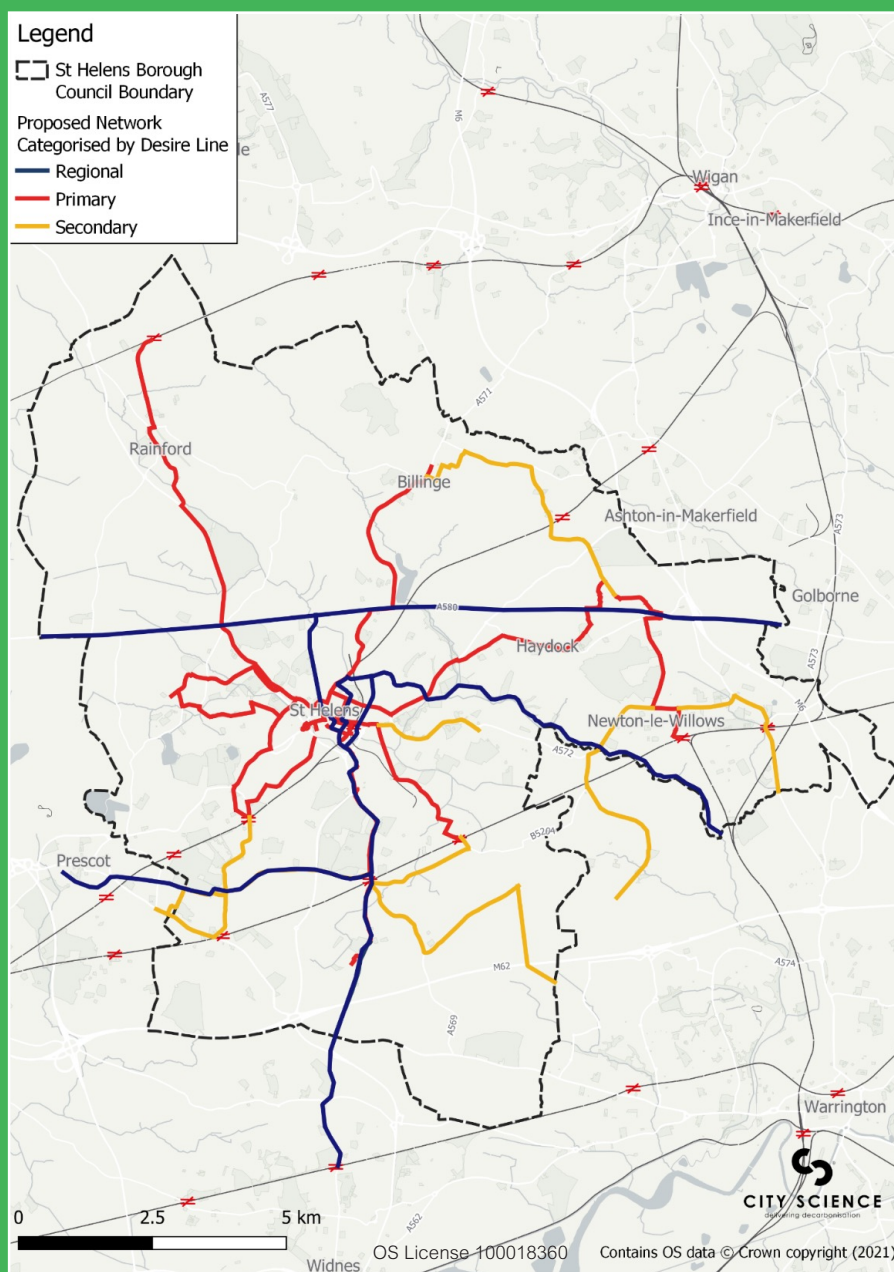 Legend
St Helens Borough
Council Boundary
Proposed Network
Categorised by Desire Line
Regional
Primary
Secondary
A577
M6
Wigan
Ince-in-Makerfield
A571
Rainford
Billinge
Ashton-in-Makerfield
A573
A580
Golborne
Haydock
A573
M6
St Helens
Newton-le-Willows
A572
B5204
Prescot
M62
A574
A569
Warrington
CITY SCIENCE
delivering decarbonisation
0 2.5 5 km
A562
OS License 100018360
Contains OS data © Crown copyright (2021)
Widnes